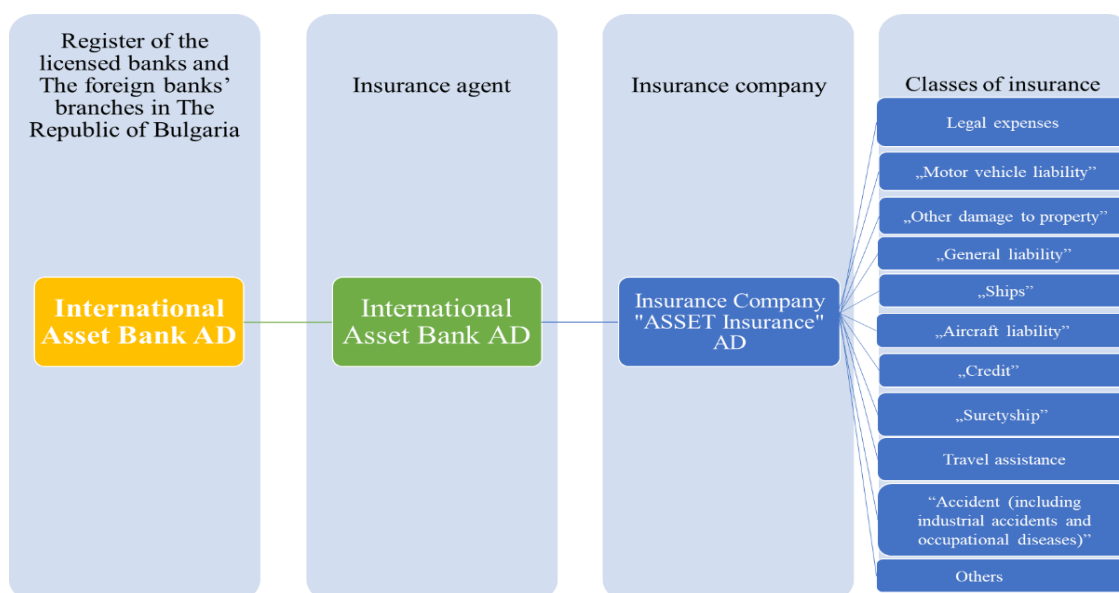 Register of the
licensed banks and
The foreign banks’
branches in The
Republic of Bulgaria
International
Asset Bank AD
Insurance agent
International
Asset Bank AD
Insurance company
Insurance Company
"ASSET Insurance"
AD
Classes of insurance
Legal expenses
„Motor vehicle liability”
„Other damage to property”
„General liability”
„Ships”
„Aircraft liability”
„Credit”
„Suretyship”
Travel assistance
“Accident (including
industrial accidents and
occupational diseases)”
Others